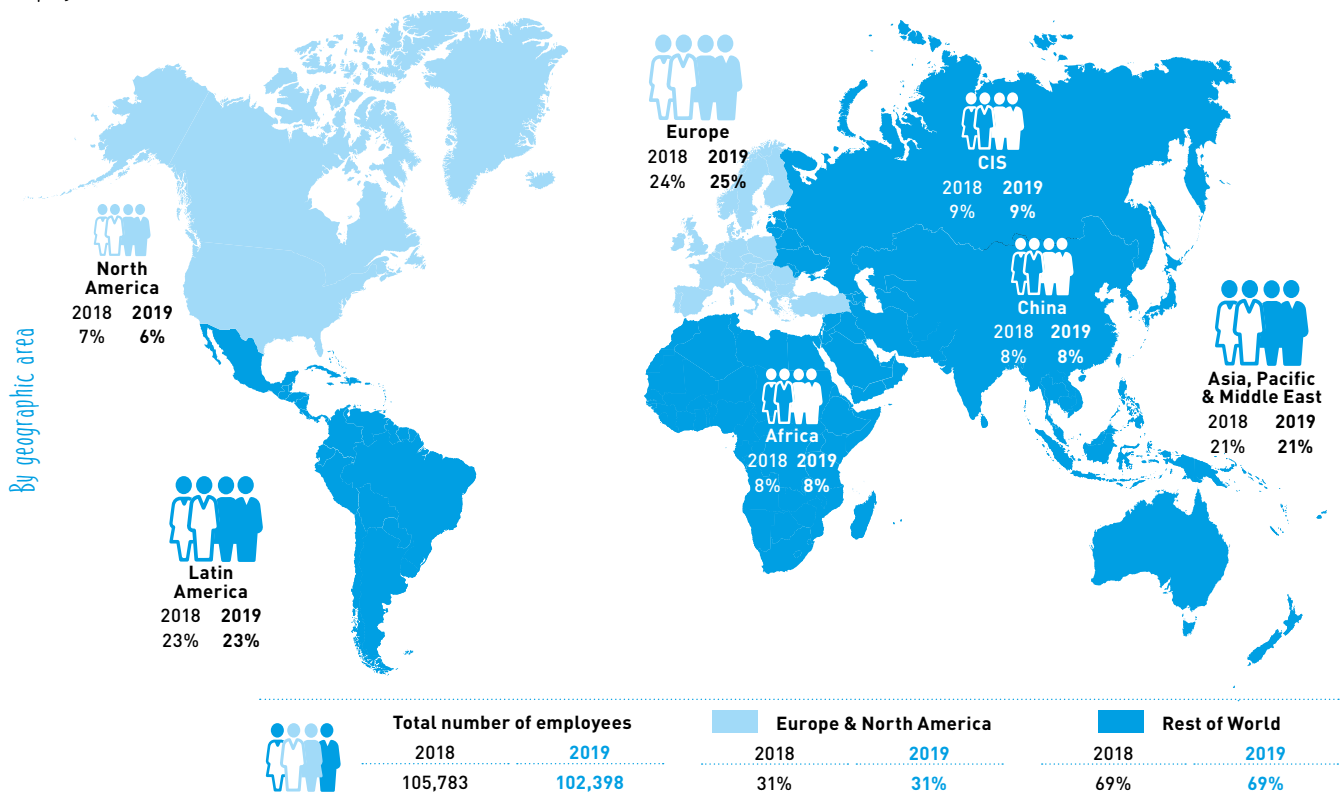 By geographic area
North
America
2018 2019
7% 6%
Europe
2018 2019
24% 25%
CIS
2018 2019
9% 9%
China
2018 2019
8% 8%
Asia, Pacific
& Middle East
2018 2019
21% 21%
Africa
2018 2019
8% 8%
Latin
America
2018 2019
23% 23%
Total number of employees
2018 2019
105,783 102,398
Europe & North America
2018 2019
31% 31%
Rest of World
2018 2019
69% 69%